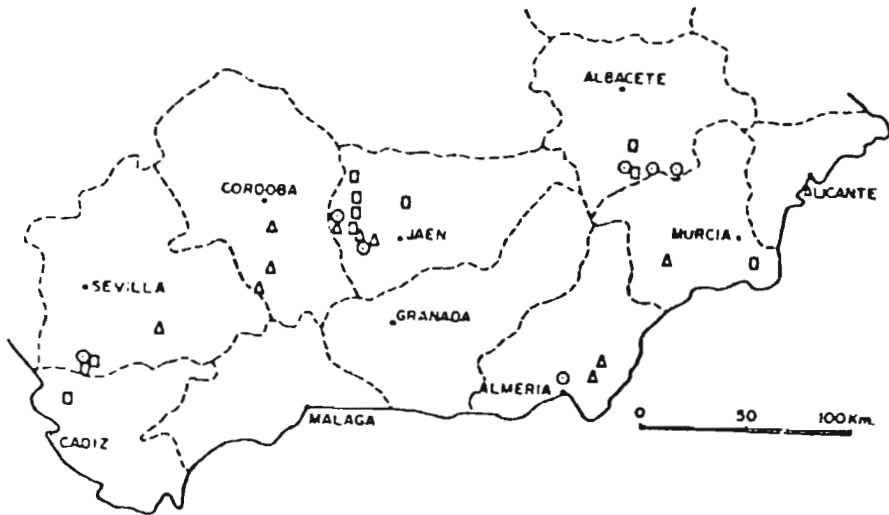 ALBACETE
CORDOBA
ALICANTE
JAEN
MURCIA
SEVILLA
GRANADA
ALMERIA
0 50 100 Km.
MALAGA
CADIZ